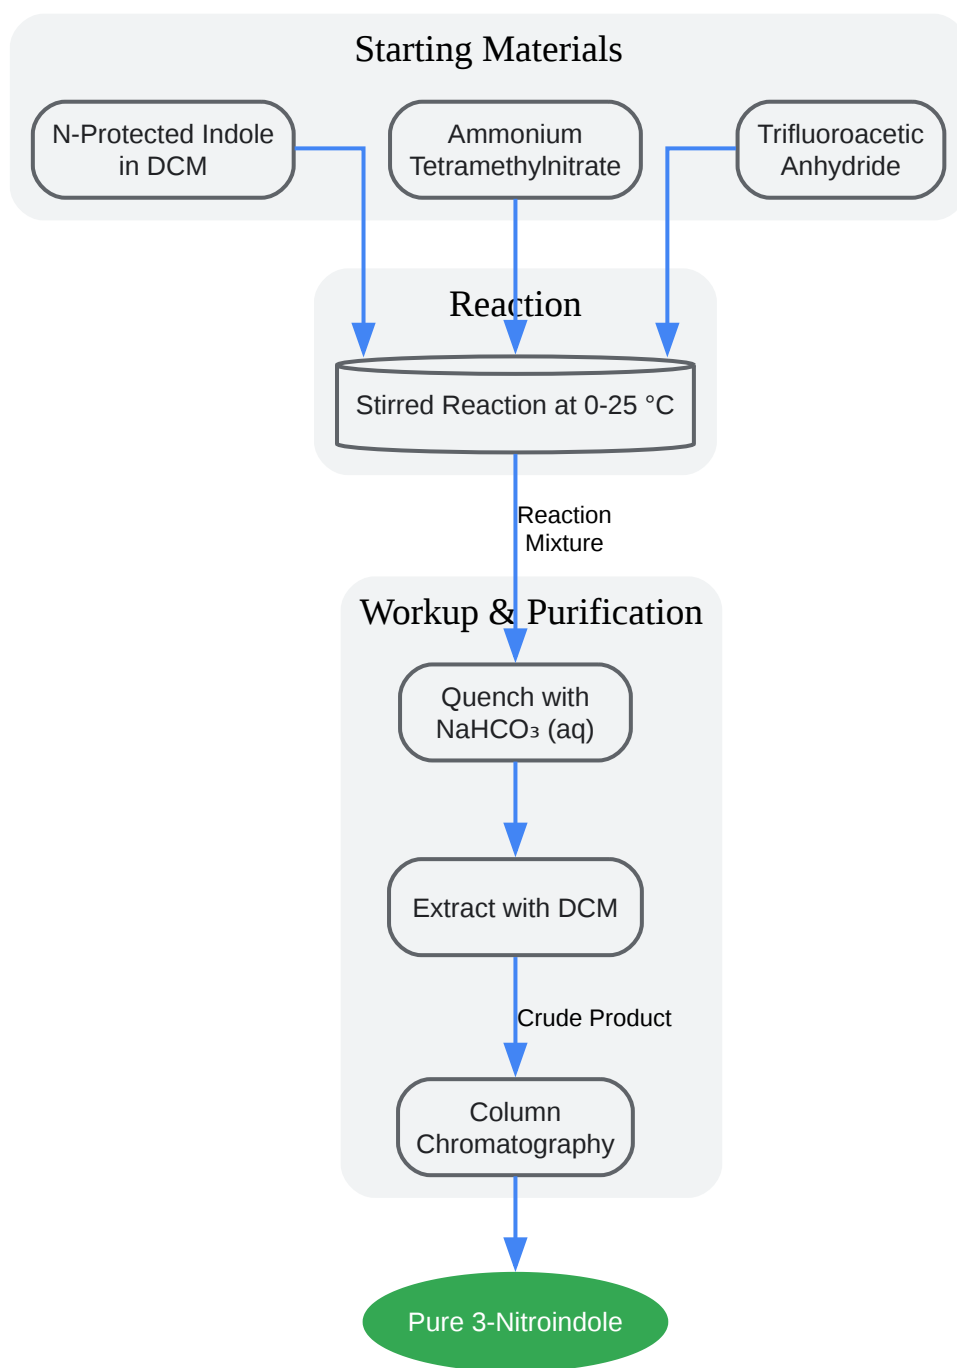 Starting Materials
N-Protected Indole
in DCM
Ammonium
Tetramethylnitrate
Trifluoroacetic
Anhydride
Reaction
Stirred Reaction at 0-25 °C
Reaction
Mixture
Workup & Purification
Quench with
NaHCO₃ (aq)
Extract with DCM
Crude Product
Column
Chromatography
Pure 3-Nitroindole